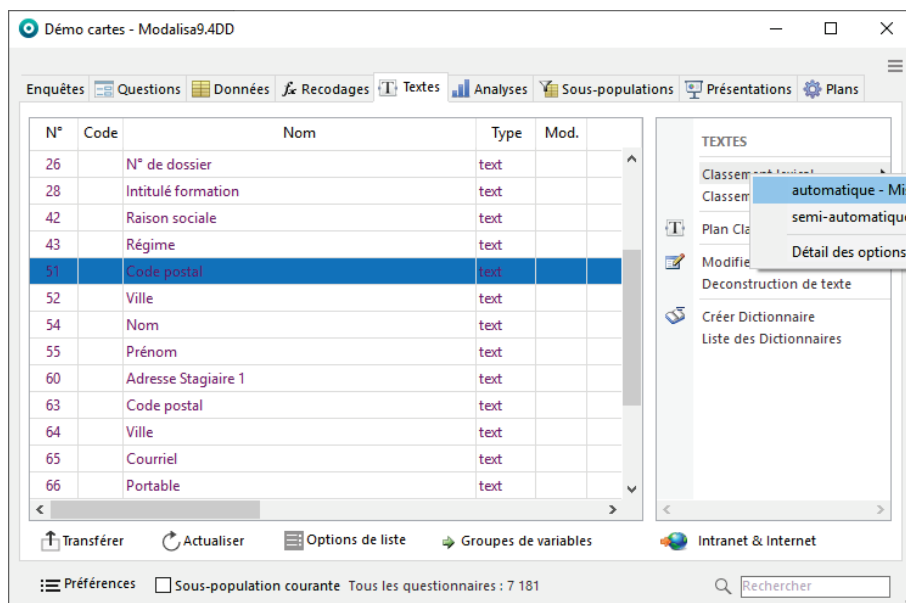 Démo cartes - Modalisa9.4DD
Enquêtes Questions Données fx Recodages T Textes Analyses Sous-populations Présentations Plans
N° Code Nom Type Mod.
26 N° de dossier text
28 Intitulé formation text
42 Raison sociale text
43 Régime text
51 Code postal text
52 Ville text
54 Nom text
55 Prénom text
60 Adresse Stagiaire 1 text
63 Code postal text
64 Ville text
65 Courriel text
66 Portable text
TEXTES
Classement lexical
automatique - Mi
Classem
semi-automatique
T Plan Cla
Détail des options
Modifie
Deconstruction de texte
Créer Dictionnaire
Liste des Dictionnaires
Transférer Actualiser Options de liste Groupes de variables Intranet & Internet
Préférences Sous-population courante Tous les questionnaires : 7 181 Rechercher